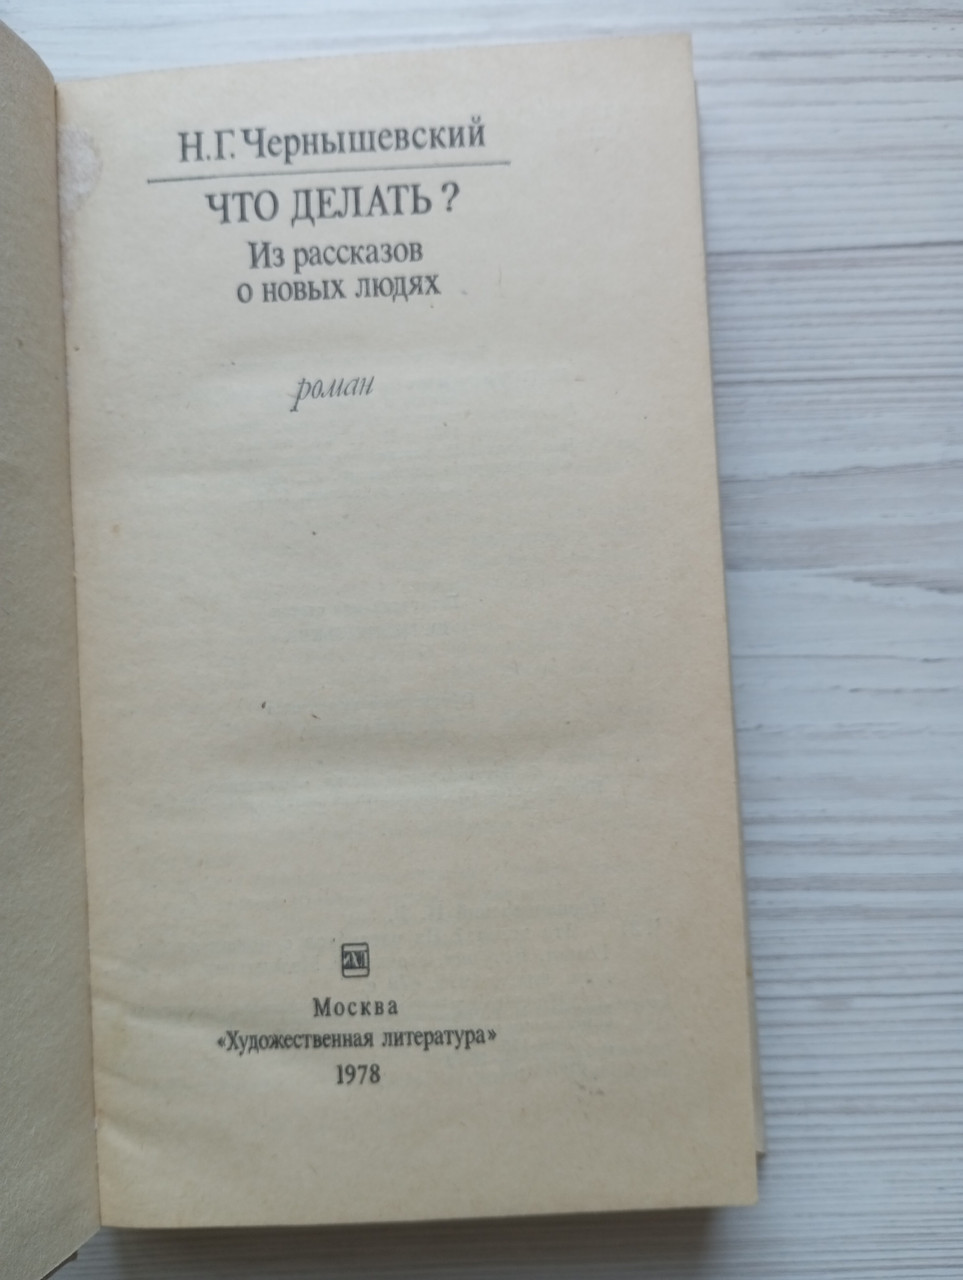 Н.Г.Чернышевский
ЧТО ДЕЛАТЬ?
Из рассказов
о новых людях
роман
Москва
«Художественная литература»
1978